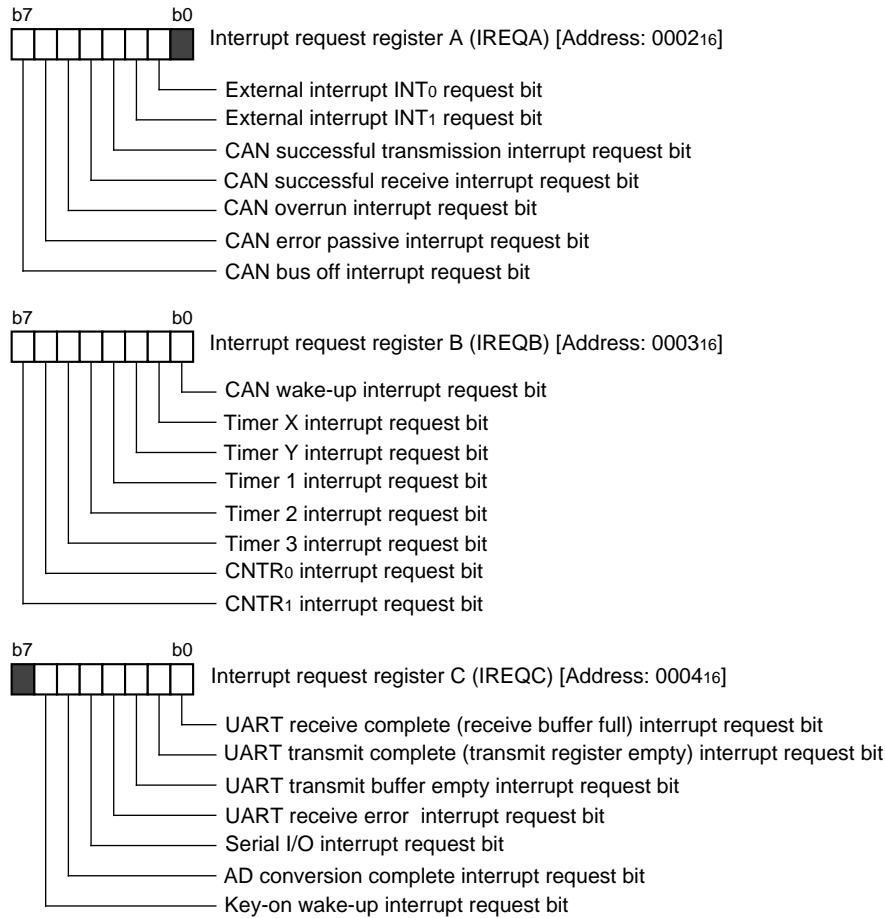 b7 b0
Interrupt request register A (IREQA) [Address: 0002₁₆]
External interrupt INT₀ request bit
External interrupt INT₁ request bit
CAN successful transmission interrupt request bit
CAN successful receive interrupt request bit
CAN overrun interrupt request bit
CAN error passive interrupt request bit
CAN bus off interrupt request bit
b7 b0
Interrupt request register B (IREQB) [Address: 0003₁₆]
CAN wake-up interrupt request bit
Timer X interrupt request bit
Timer Y interrupt request bit
Timer 1 interrupt request bit
Timer 2 interrupt request bit
Timer 3 interrupt request bit
CNTR₀ interrupt request bit
CNTR₁ interrupt request bit
b7 b0
Interrupt request register C (IREQC) [Address: 0004₁₆]
UART receive complete (receive buffer full) interrupt request bit
UART transmit complete (transmit register empty) interrupt request bit
UART transmit buffer empty interrupt request bit
UART receive error interrupt request bit
Serial I/O interrupt request bit
AD conversion complete interrupt request bit
Key-on wake-up interrupt request bit